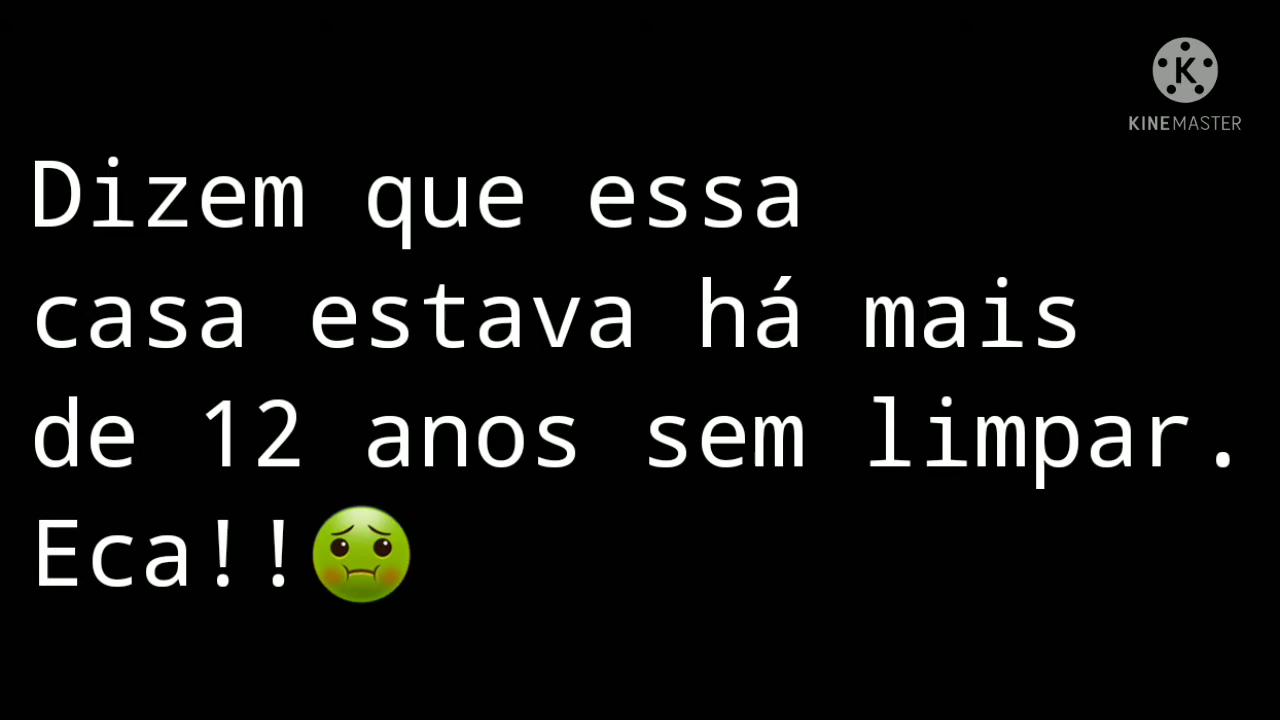 KINEMASTER
Dizem que essa
casa estava há mais
de 12 anos sem limpar.
Eca!!🤢